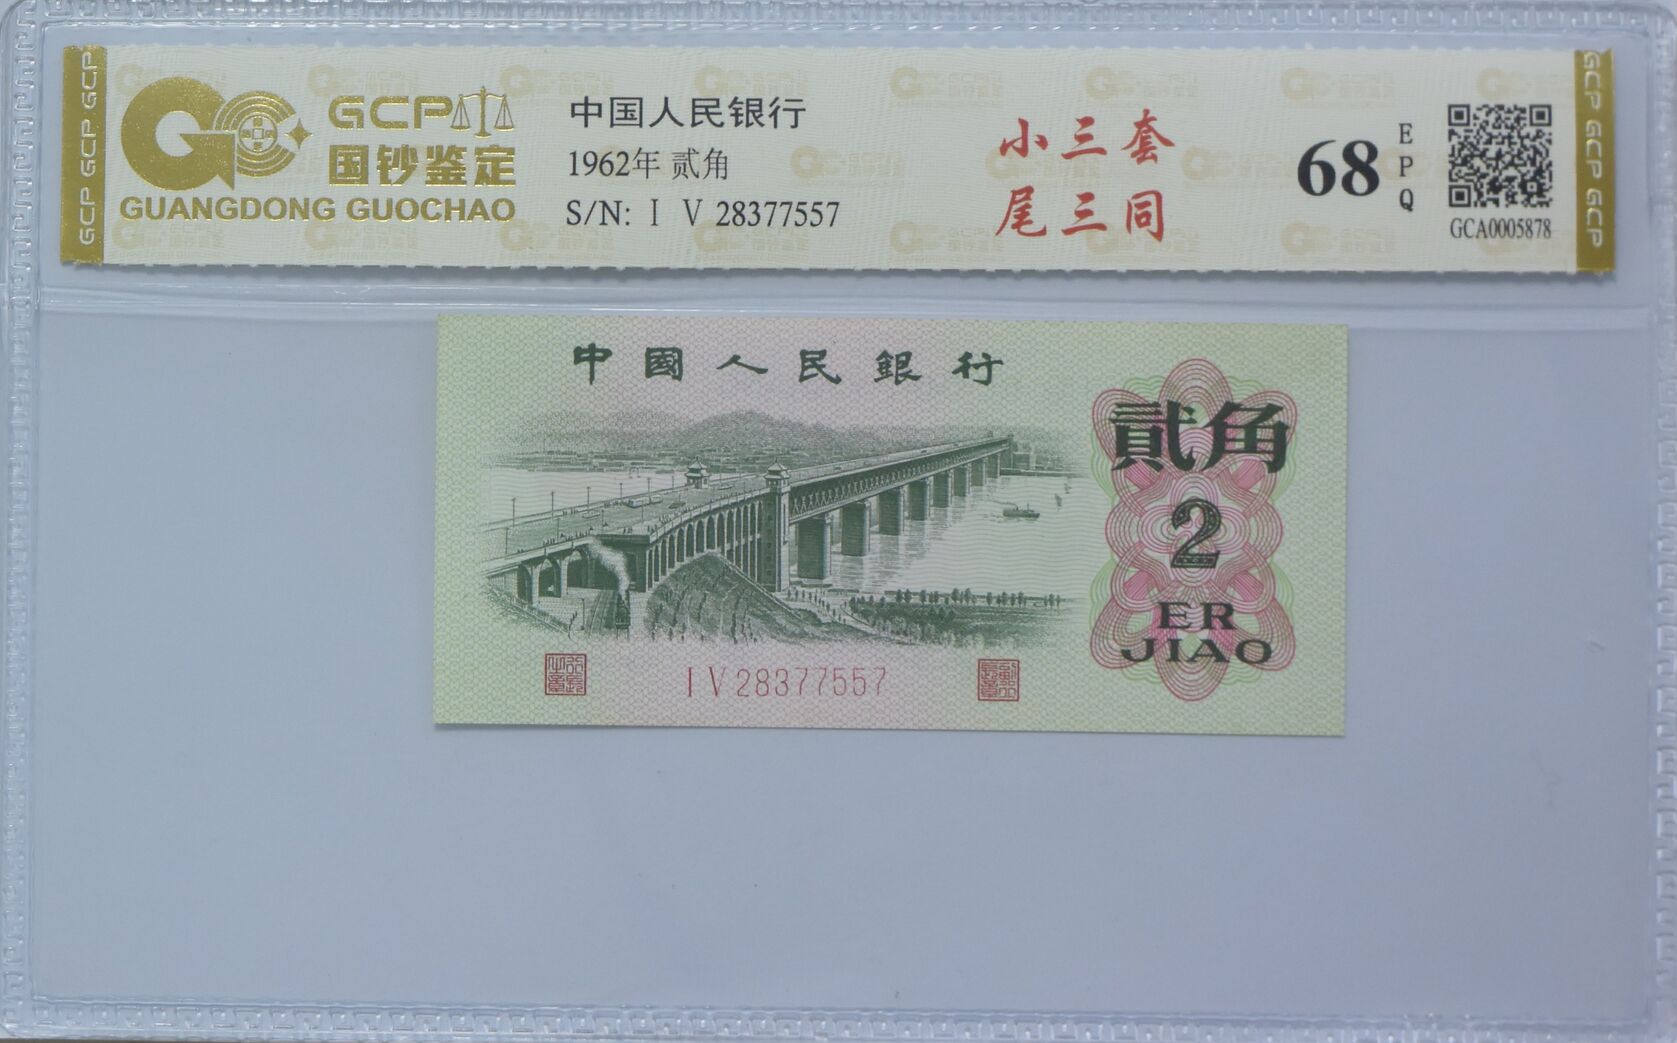 GCP GCP GCP
GCP
国钞鉴定
GUANGDONG GUOCHAO
中国人民银行
1962年 贰角
S/N: I V 28377557
小三套
尾三同
68
EPQ
GCA0005878
GCP GCP GCP
中國人民銀行
貳角
2
ER
JIAO
I V 28377557